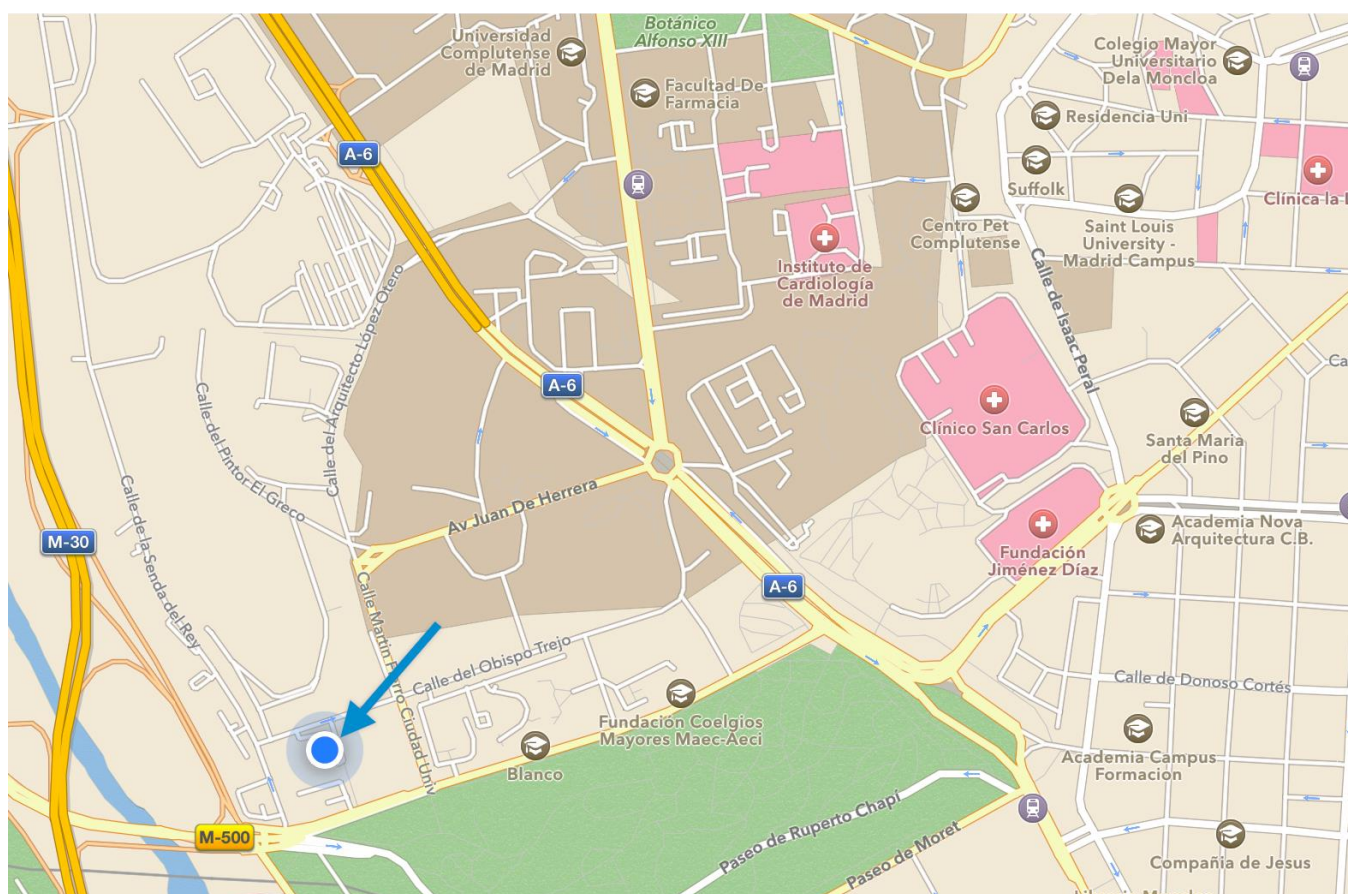 Botánico
Alfonso XIII
Universidad
Complutense
de Madrid
Colegio Mayor
Universitario
Dela Moncloa
Facultad De
Farmacia
Residencia Uni
A-6
Suffolk
Clínica la
Centro Pet
Complutense
Saint Louis
University -
Madrid Campus
Instituto de
Cardiología
de Madrid
Calle del Arquitecto López Otero
Calle de Isaac Peral
Ca
A-6
Calle del Pintor El Greco
Clínico San Carlos
Santa Maria
del Pino
Av Juan De Herrera
Calle de la Senda del Rey
M-30
Academia Nova
Arquitectura C.B.
Fundación
Jiménez Díaz
A-6
Calle Martin Fierro Ciudad Univ
Calle del Obispo Trejo
Calle de Donoso Cortés
Fundación Coelgios
Mayores Maec-Aeci
Blanco
Academia Campus
Formacion
Paseo de Ruperto Chapí
M-500
Paseo de Moret
Compañia de Jesus